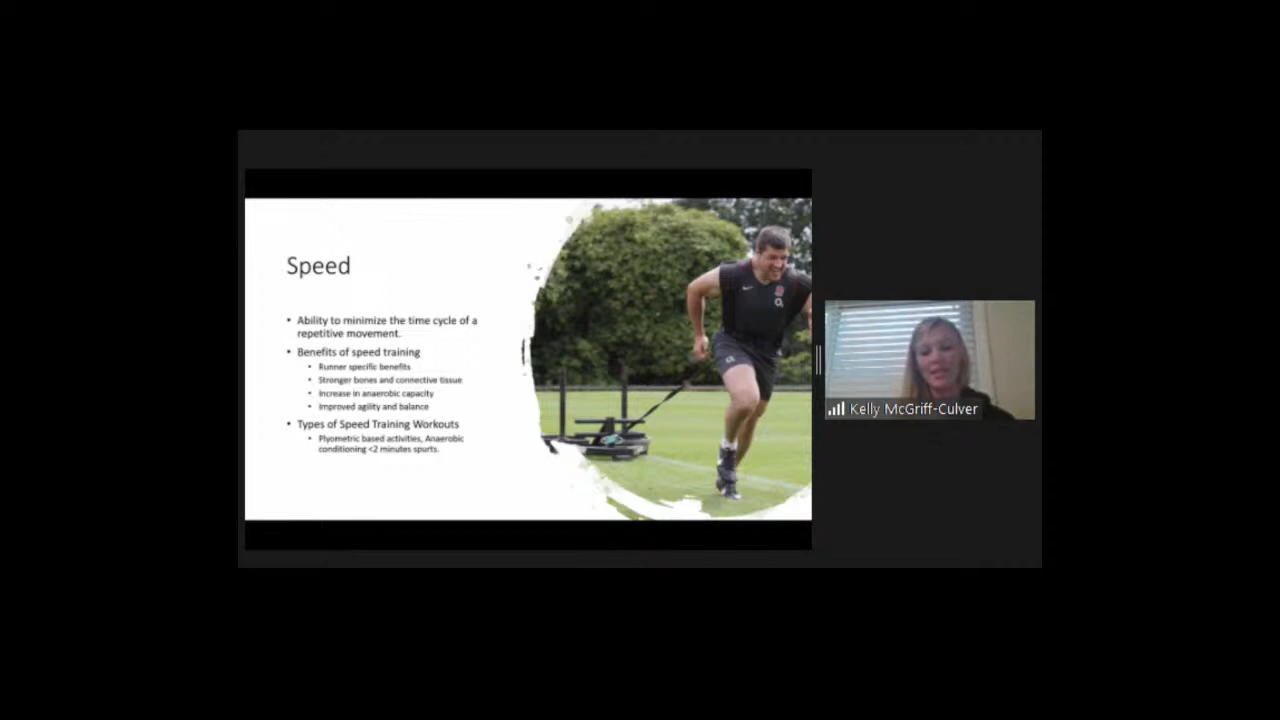 Speed
• Ability to minimize the time cycle of a
repetitive movement.
• Benefits of speed training
• Runner specific benefits
• Stronger bones and connective tissue
• Increase in anaerobic capacity
• Improved agility and balance
• Types of Speed Training Workouts
• Plyometric based activities, Anaerobic
conditioning <2 minutes spurts.
O2
Kelly McGriff-Culver